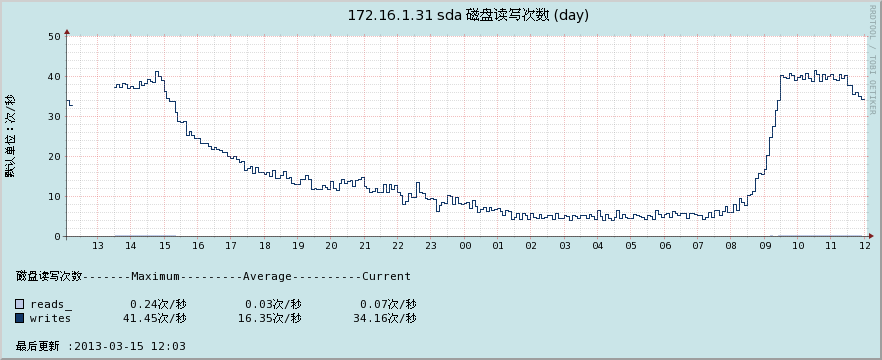 172.16.1.31 sda 磁盘读写次数 (day)
RRDTOOL / TOBI OETIKER
默认单位：次/秒
50
40
30
20
10
0
13 14 15 16 17 18 19 20 21 22 23 00 01 02 03 04 05 06 07 08 09 10 11 12
磁盘读写次数-------Maximum---------Average----------Current
reads_ 0.24次/秒 0.03次/秒 0.07次/秒
writes 41.45次/秒 16.35次/秒 34.16次/秒
最后更新 :2013-03-15 12:03